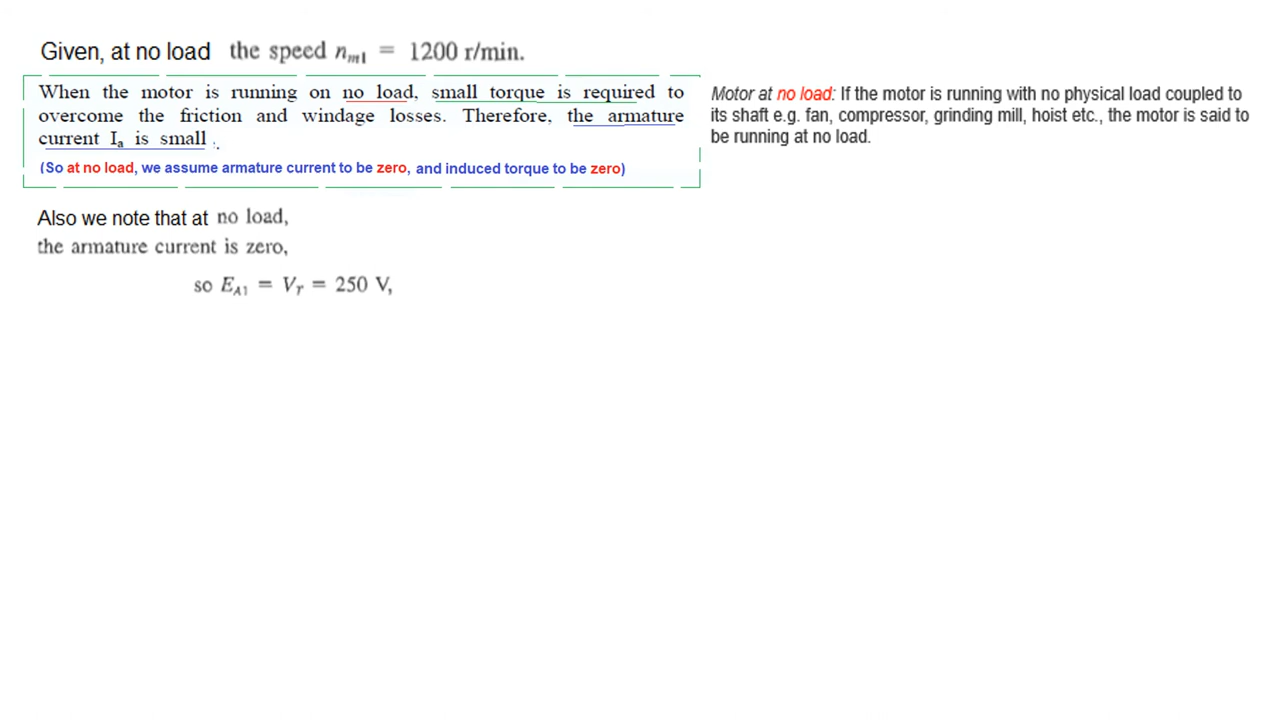 Given, at no load the speed nm1 = 1200 r/min.
When the motor is running on no load, small torque is required to
overcome the friction and windage losses. Therefore, the armature
current Ia is small .
(So at no load, we assume armature current to be zero, and induced torque to be zero)
Motor at no load: If the motor is running with no physical load coupled to
its shaft e.g. fan, compressor, grinding mill, hoist etc., the motor is said to
be running at no load.
Also we note that at no load,
the armature current is zero,
so EA1 = VT = 250 V,